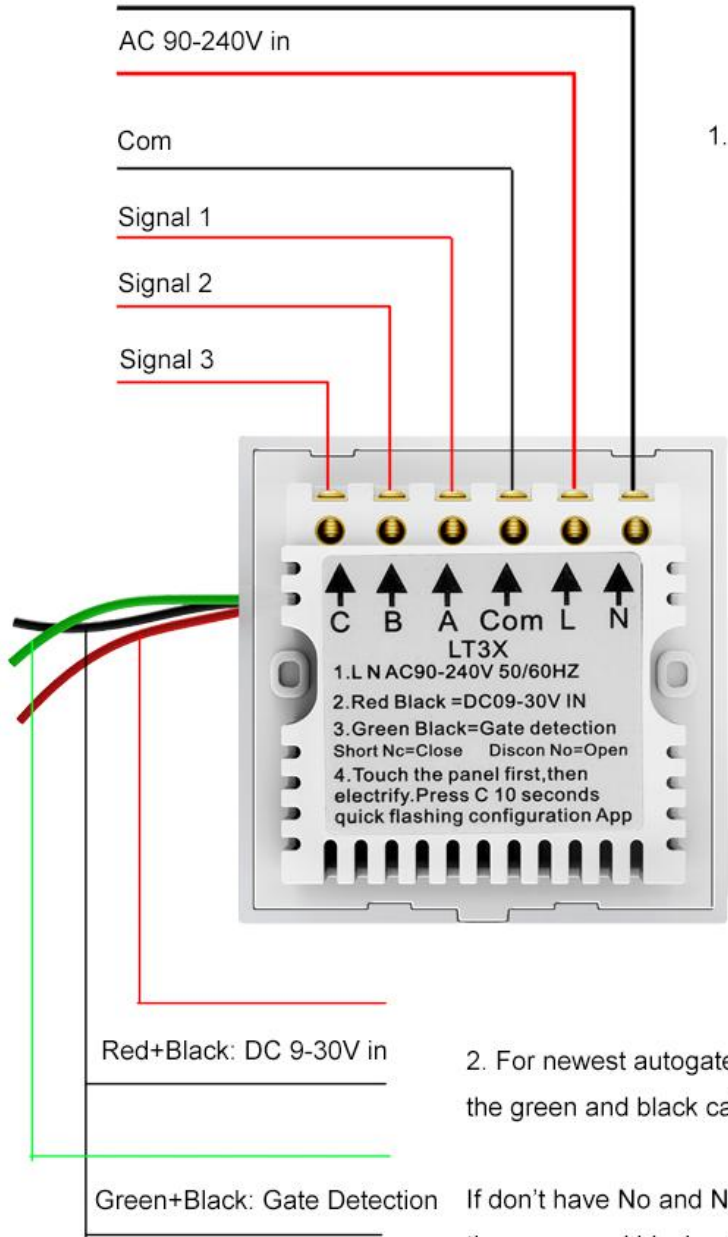 AC 90-240V in
1.
Com
Signal 1
Signal 2
Signal 3
C B A Com L N
LT3X
1.L N AC90-240V 50/60HZ
2.Red Black =DC09-30V IN
3.Green Black=Gate detection
Short Nc=Close Discon No=Open
4.Touch the panel first,then
electrify.Press C 10 seconds
quick flashing configuration App
Red+Black: DC 9-30V in
2. For newest autogate
the green and black ca
Green+Black: Gate Detection
If don't have No and N